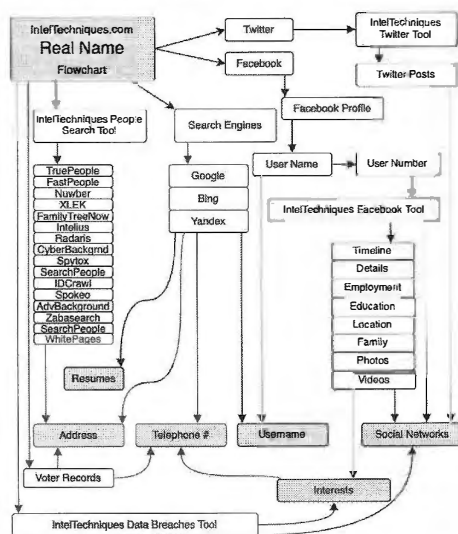 IntelTechniques.com
Real Name
Flowchart
Twitter
IntelTechniques
Twitter Tool
Facebook
Twitter Posts
IntelTechniques People
Search Tool
Search Engines
Facebook Profile
TruePeople
FastPeople
Nuwber
XLEK
FamilyTreeNow
Intelius
Radaris
CyberBackgrnd
Spytox
SearchPeople
IDCrawl
Spokeo
AdvBackground
Zabasearch
SearchPeople
WhitePages
Google
Bing
Yandex
User Name
User Number
IntelTechniques Facebook Tool
Timeline
Details
Employment
Education
Location
Family
Photos
Videos
Resumes
Address
Telephone #
Username
Social Networks
Voter Records
Interests
IntelTechniques Data Breaches Tool